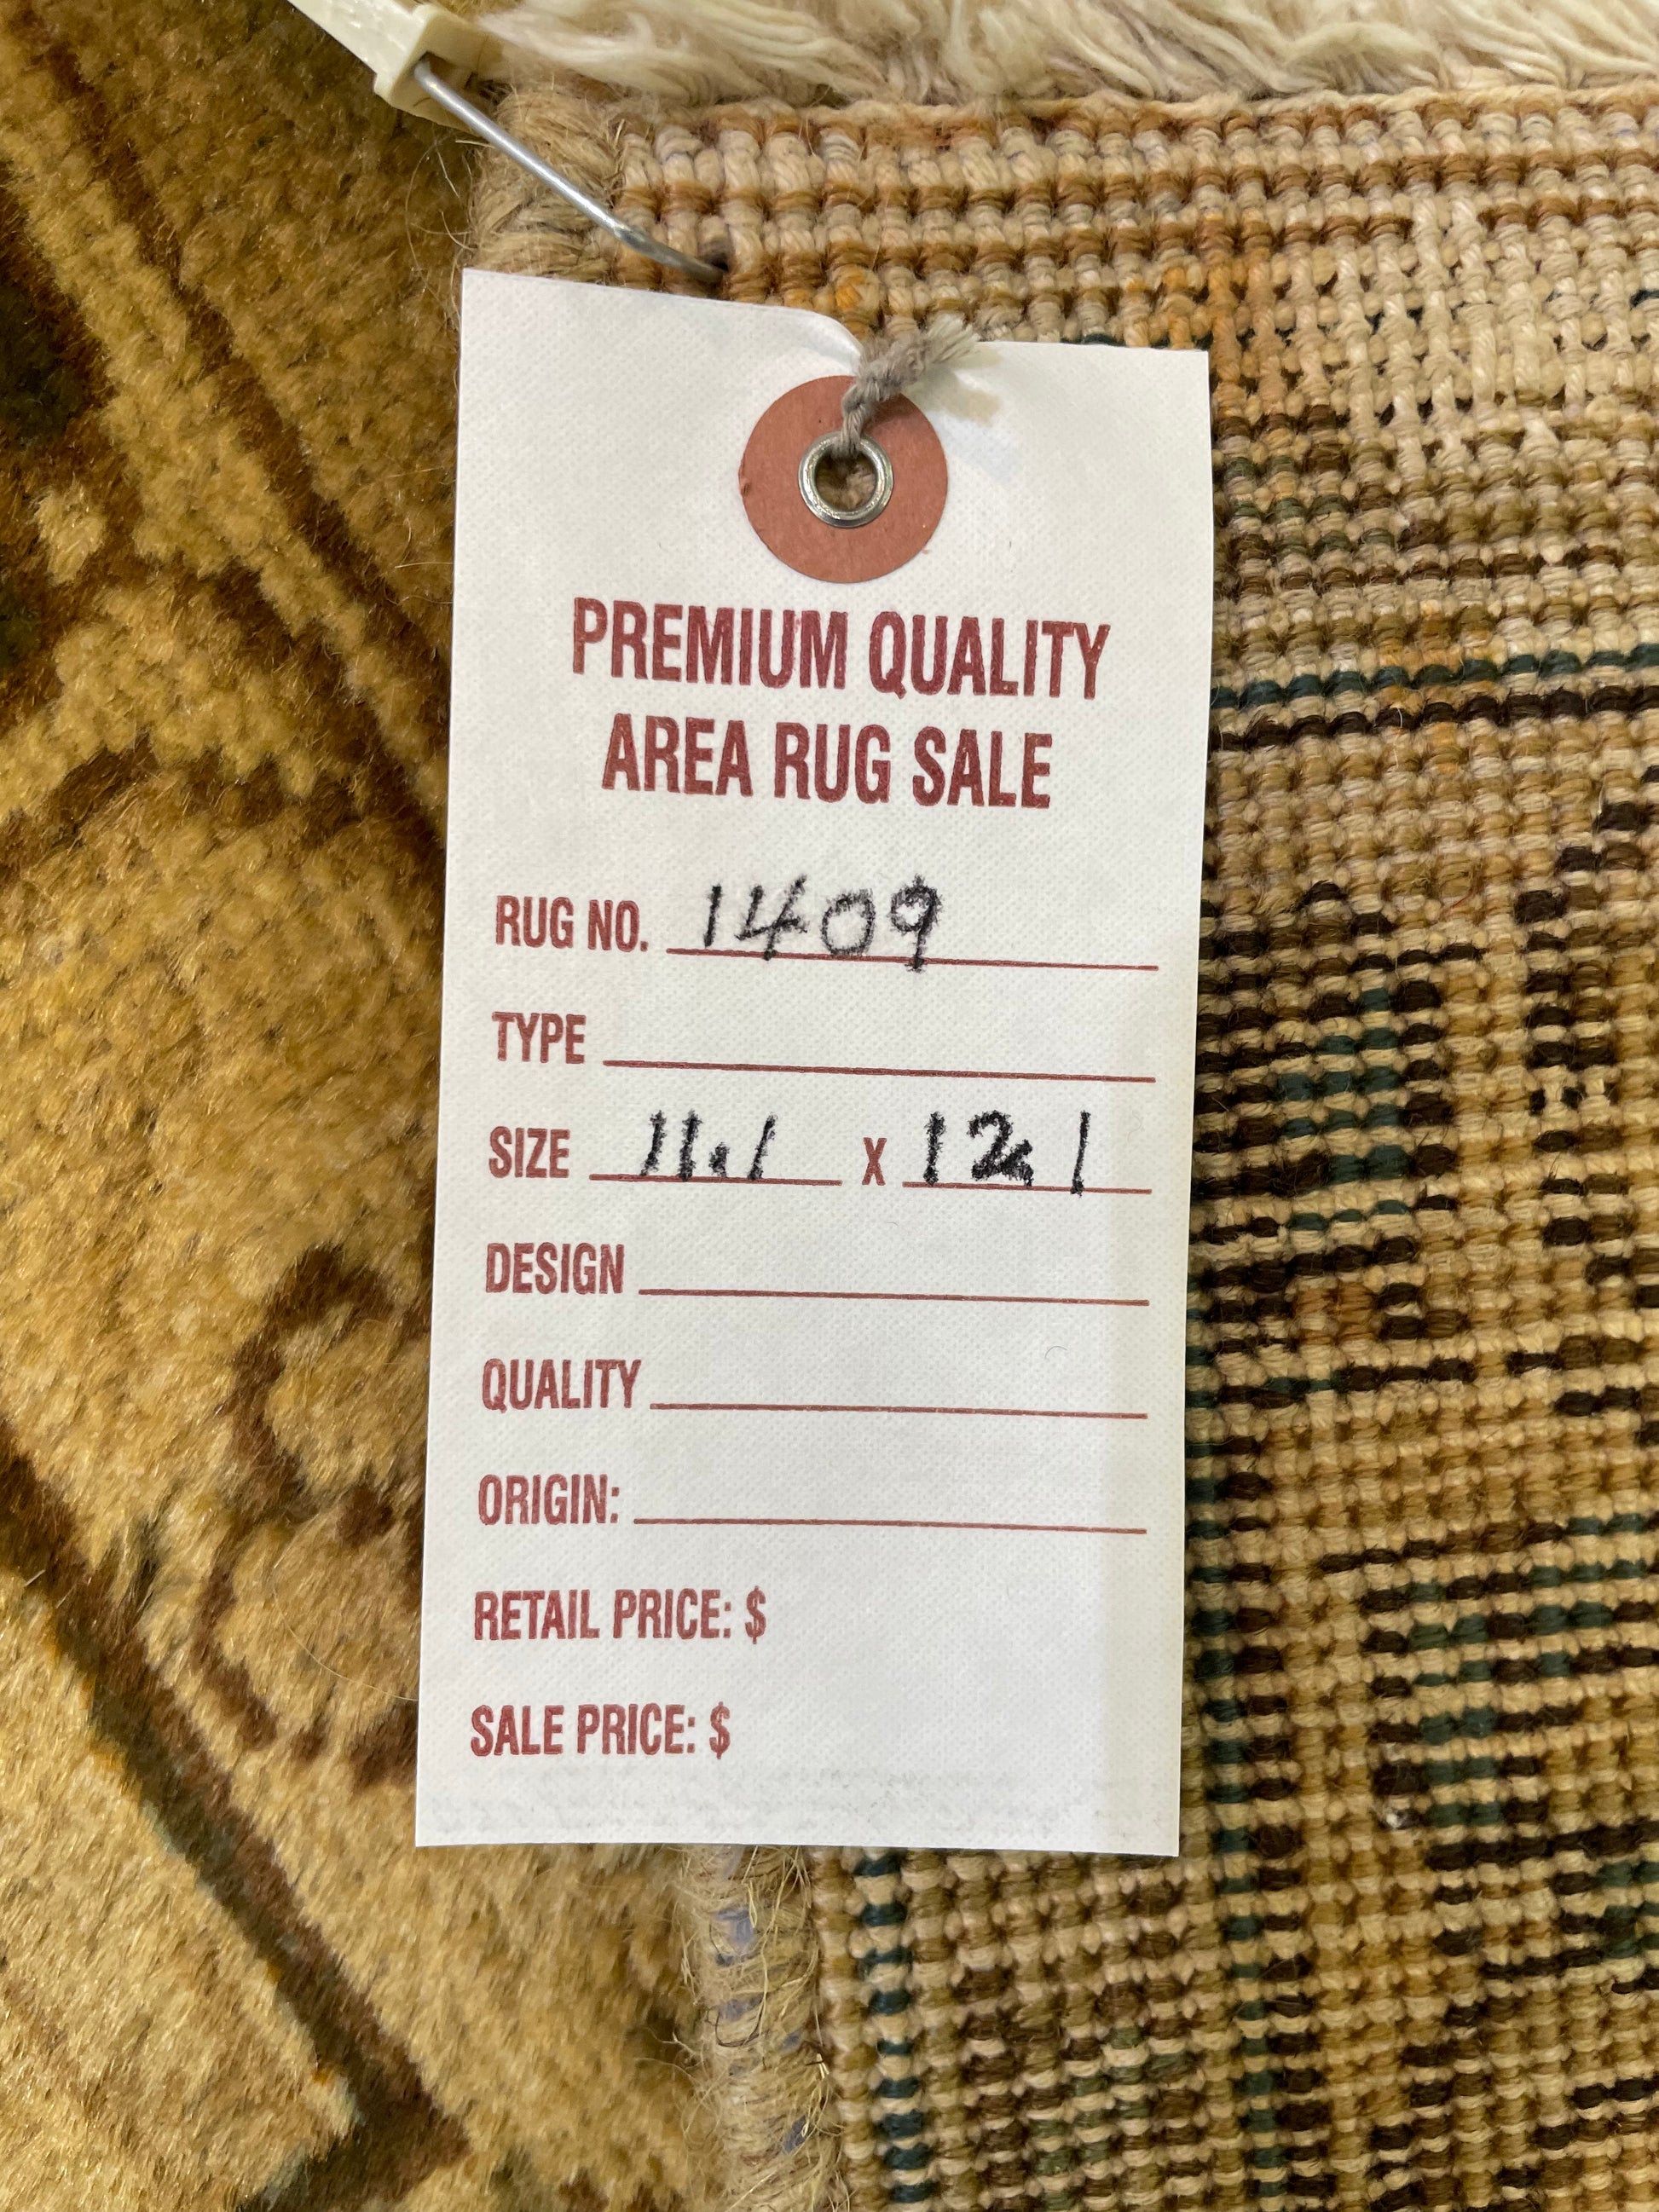 PREMIUM QUALITY
AREA RUG SALE
RUG NO. 1409
TYPE
SIZE 11.1 X 12.1
DESIGN
QUALITY
ORIGIN:
RETAIL PRICE: $
SALE PRICE: $